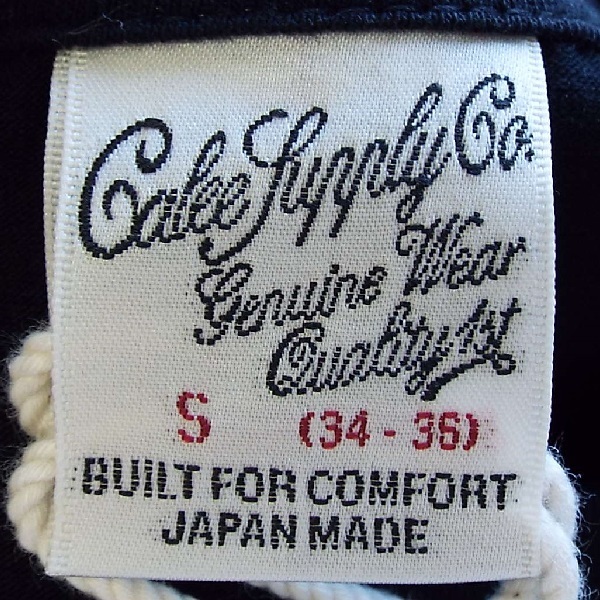 Calee Supply Co.
Genuine Wear
Quality 1st
S (34 - 36)
BUILT FOR COMFORT
JAPAN MADE